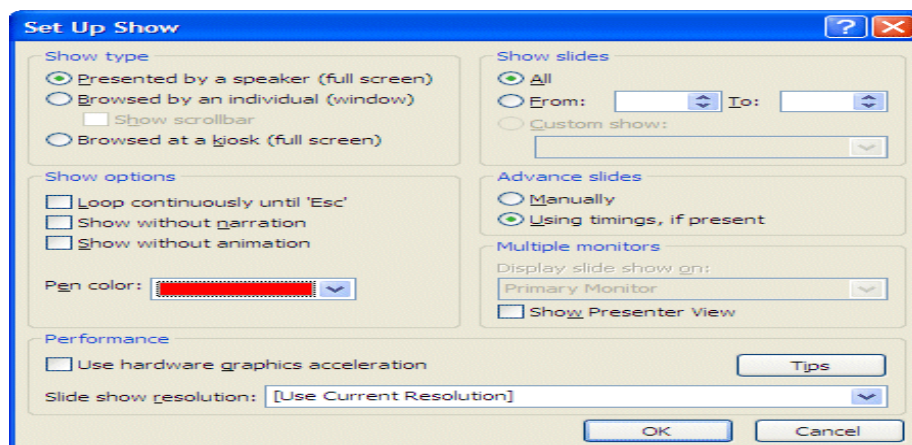 Set Up Show
Show type
Presented by a speaker (full screen)
Browsed by an individual (window)
Show scrollbar
Browsed at a kiosk (full screen)
Show slides
All
From: To:
Custom show:
Show options
Loop continuously until 'Esc'
Show without narration
Show without animation
Pen color:
Advance slides
Manually
Using timings, if present
Multiple monitors
Display slide show on:
Primary Monitor
Show Presenter View
Performance
Use hardware graphics acceleration
Tips
Slide show resolution: [Use Current Resolution]
OK Cancel